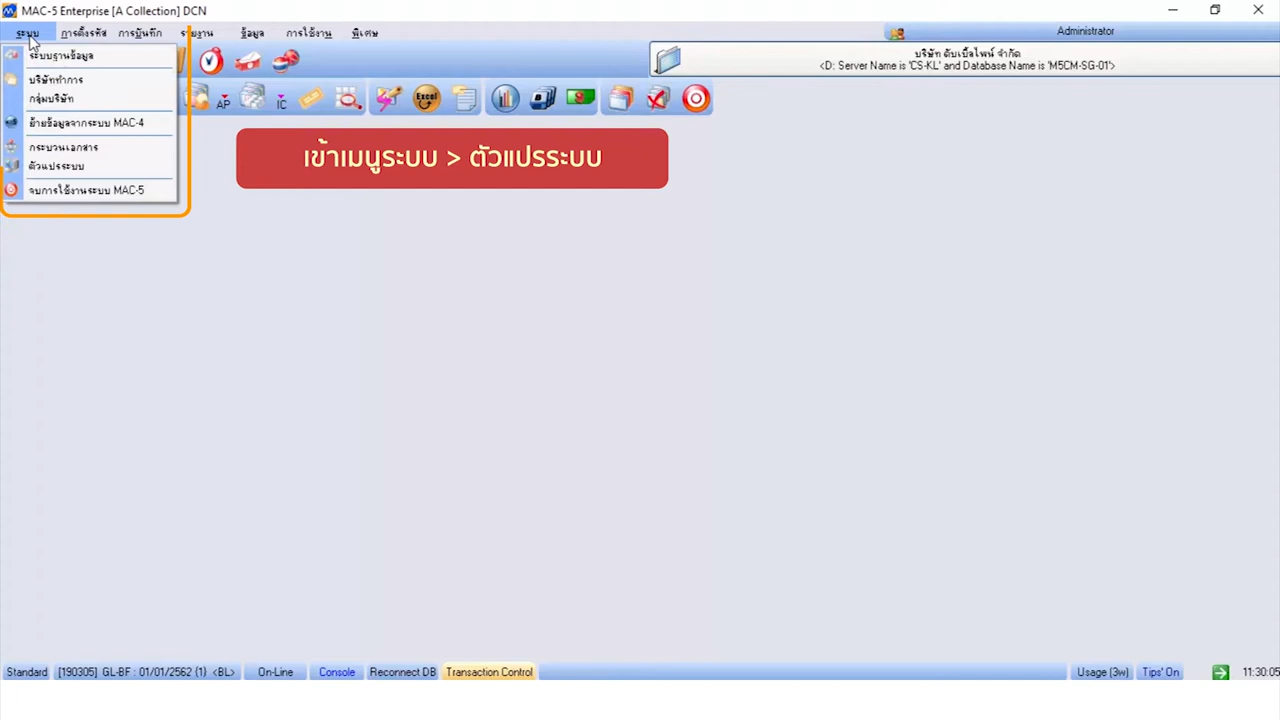 MAC-5 Enterprise [A Collection] DCN
ระบบ การตั้งรหัส การบันทึก รายงาน ข้อมูล การใช้งาน พิเศษ Administrator
ระบบฐานข้อมูล
บริษัททำการ
กลุ่มบริษัท
ย้ายข้อมูลจากระบบ MAC-4
กระบวนเอกสาร
ตัวแปรระบบ
จบการใช้งานระบบ MAC-5
บริษัท ดับเบิ้ลไพน์ จำกัด
<D: Server Name is 'CS-KL' and Database Name is 'M5CM-SG-01'>
AP IC Excel
เข้าเมนูระบบ > ตัวแปรระบบ
Standard [190305] GL-BF : 01/01/2562 (1) <BL> On-Line Console Reconnect DB Transaction Control Usage (3w) Tips' On 11:30:05